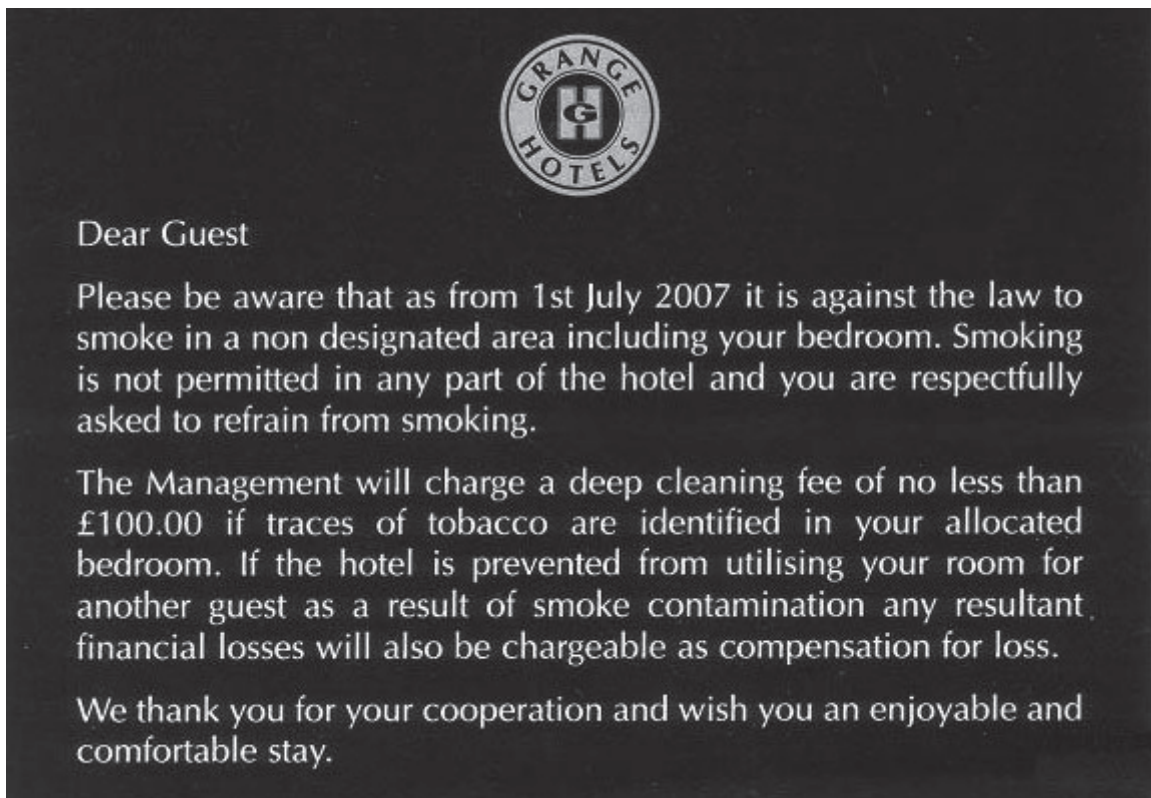 GRANGE
HG
HOTELS
Dear Guest
Please be aware that as from 1st July 2007 it is against the law to
smoke in a non designated area including your bedroom. Smoking
is not permitted in any part of the hotel and you are respectfully
asked to refrain from smoking.
The Management will charge a deep cleaning fee of no less than
£100.00 if traces of tobacco are identified in your allocated
bedroom. If the hotel is prevented from utilising your room for
another guest as a result of smoke contamination any resultant
financial losses will also be chargeable as compensation for loss.
We thank you for your cooperation and wish you an enjoyable and
comfortable stay.